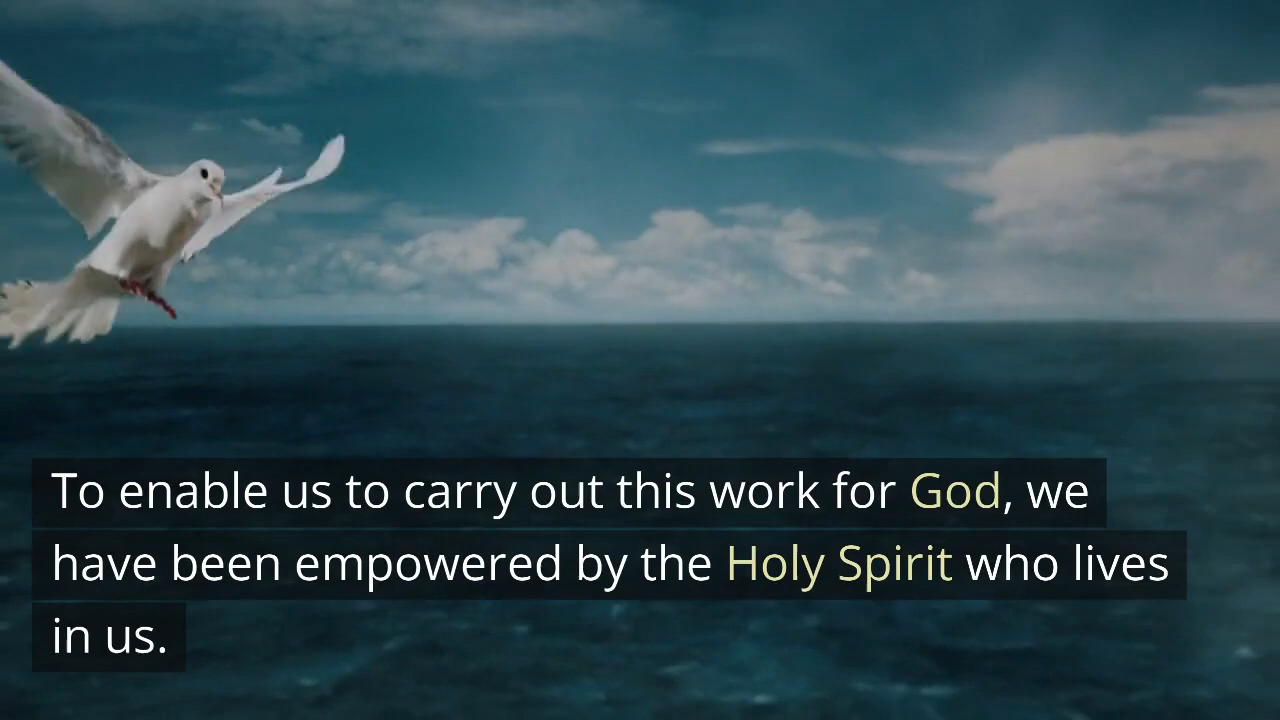 To enable us to carry out this work for God, we
have been empowered by the Holy Spirit who lives
in us.